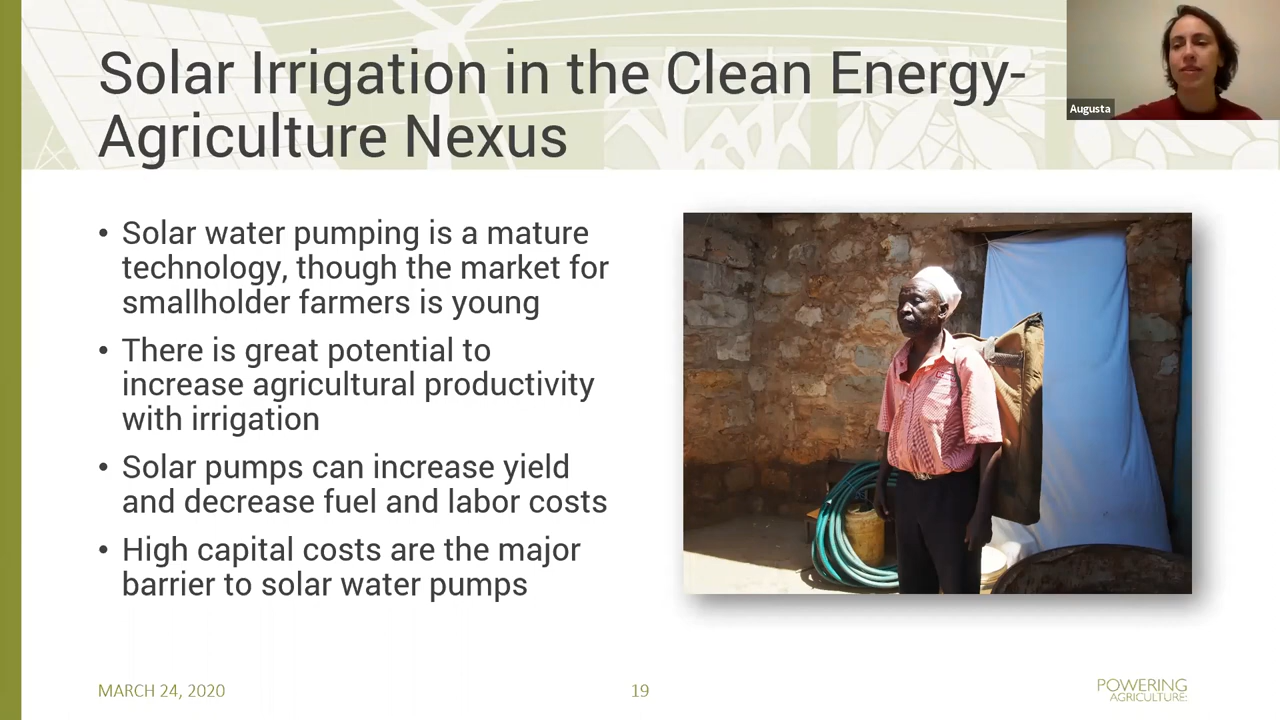 Solar Irrigation in the Clean Energy-
Agriculture Nexus
Augusta
• Solar water pumping is a mature
technology, though the market for
smallholder farmers is young
• There is great potential to
increase agricultural productivity
with irrigation
• Solar pumps can increase yield
and decrease fuel and labor costs
• High capital costs are the major
barrier to solar water pumps
MARCH 24, 2020
19
POWERING
AGRICULTURE: